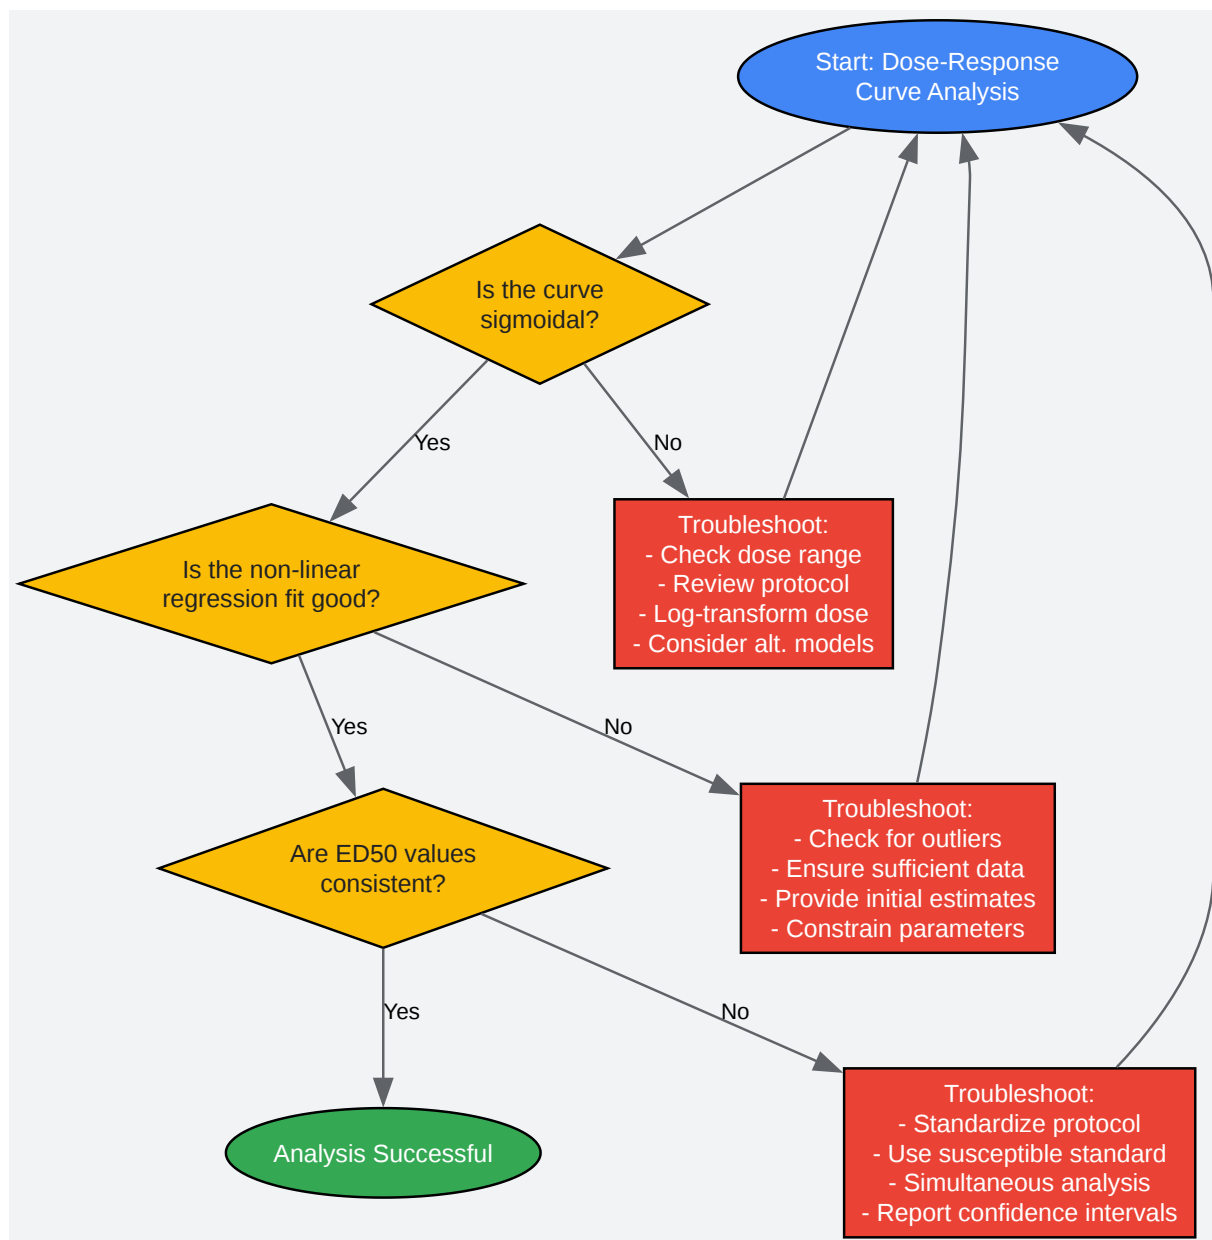 Start: Dose-Response
Curve Analysis
Is the curve
sigmoidal?
Yes
No
Is the non-linear
regression fit good?
Troubleshoot:
- Check dose range
- Review protocol
- Log-transform dose
- Consider alt. models
Yes
No
Are ED50 values
consistent?
Troubleshoot:
- Check for outliers
- Ensure sufficient data
- Provide initial estimates
- Constrain parameters
Yes
No
Analysis Successful
Troubleshoot:
- Standardize protocol
- Use susceptible standard
- Simultaneous analysis
- Report confidence intervals